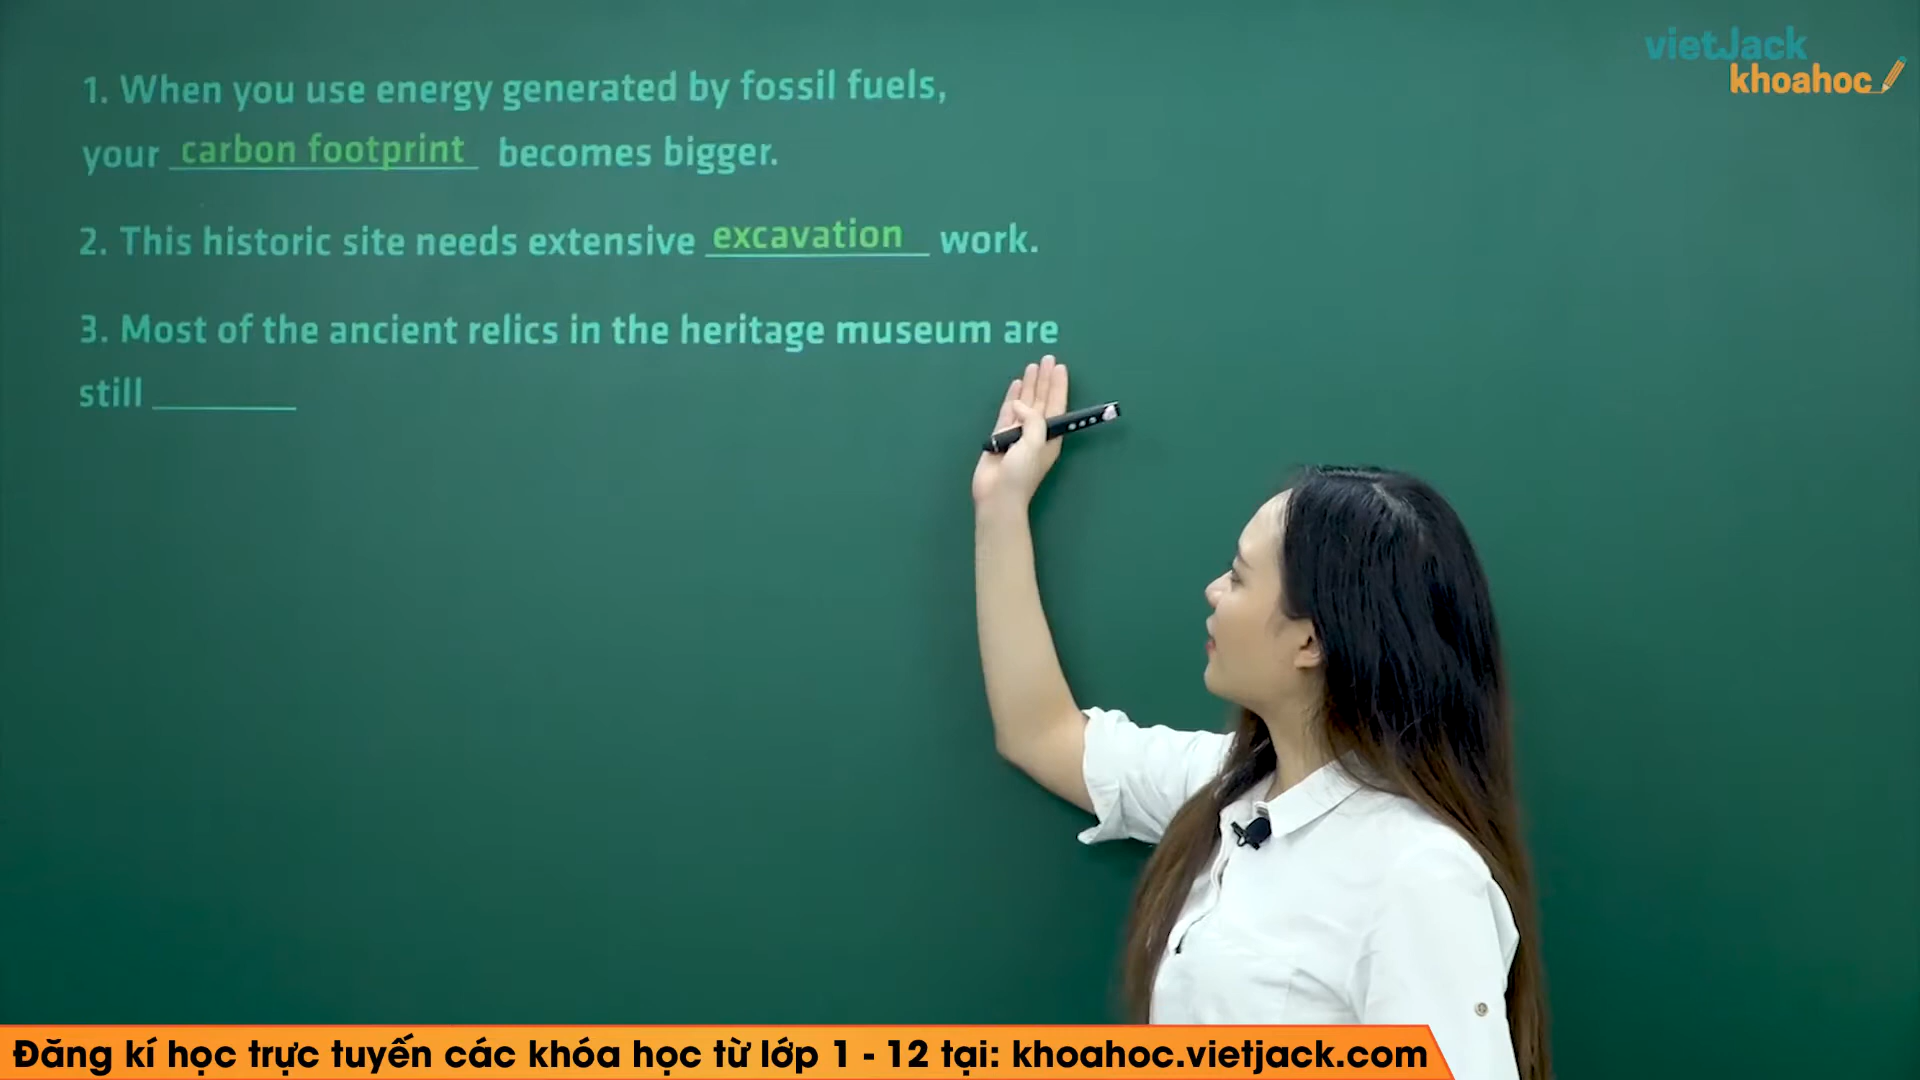 vietJack
khoahoc
1. When you use energy generated by fossil fuels,
your carbon footprint becomes bigger.
2. This historic site needs extensive excavation work.
3. Most of the ancient relics in the heritage museum are
still ______
Đăng kí học trực tuyến các khóa học từ lớp 1 - 12 tại: khoahoc.vietjack.com